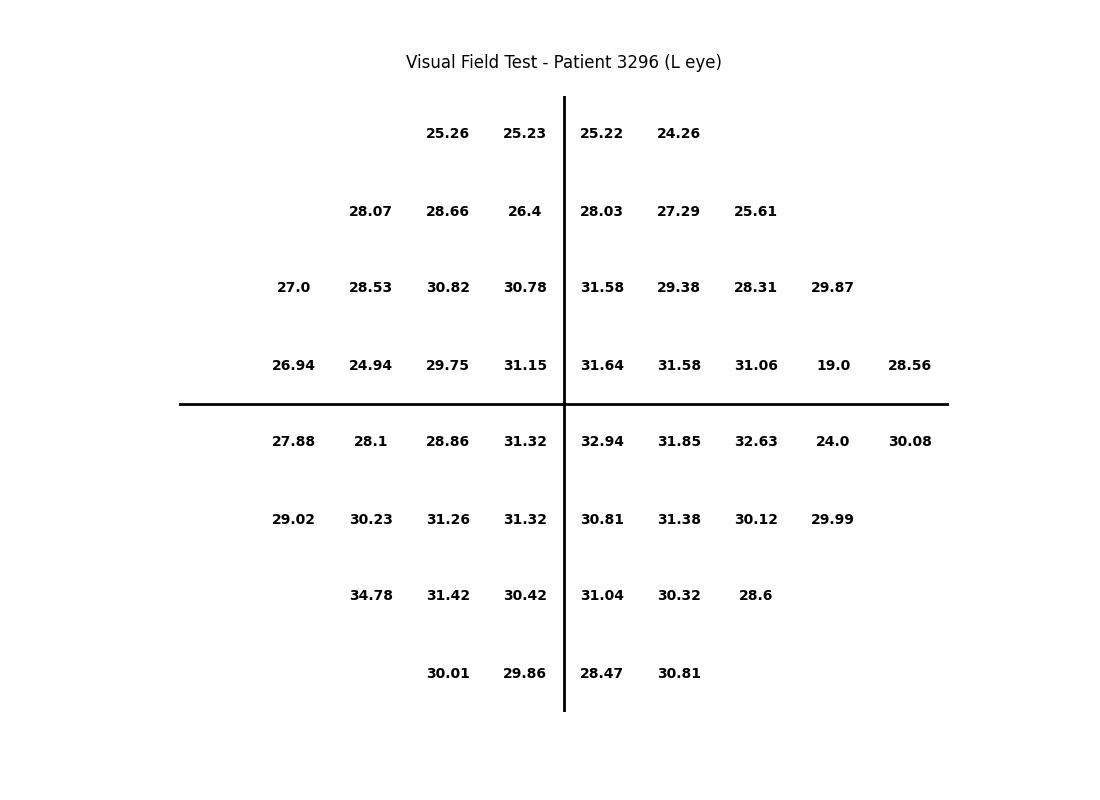 Visual Field Test - Patient 3296 (L eye)
25.26 25.23 25.22 24.26
28.07 28.66 26.4 28.03 27.29 25.61
27.0 28.53 30.82 30.78 31.58 29.38 28.31 29.87
26.94 24.94 29.75 31.15 31.64 31.58 31.06 19.0 28.56
27.88 28.1 28.86 31.32 32.94 31.85 32.63 24.0 30.08
29.02 30.23 31.26 31.32 30.81 31.38 30.12 29.99
34.78 31.42 30.42 31.04 30.32 28.6
30.01 29.86 28.47 30.81